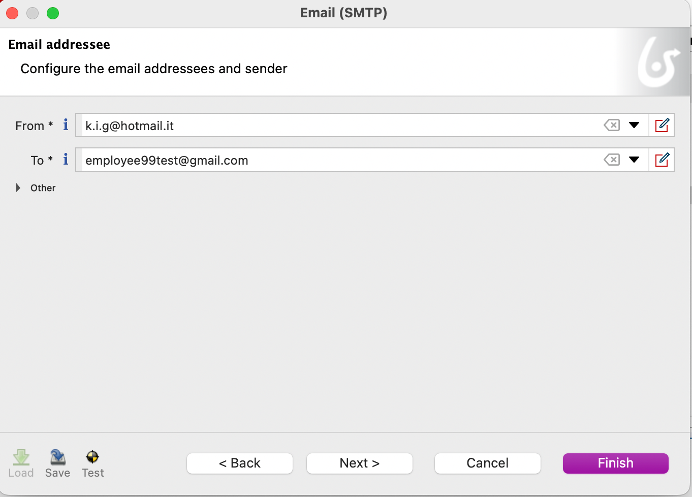 Email (SMTP)
Email addressee
Configure the email addressees and sender
From * i k.i.g@hotmail.it
To * i employee99test@gmail.com
Other
Load Save Test < Back Next > Cancel Finish